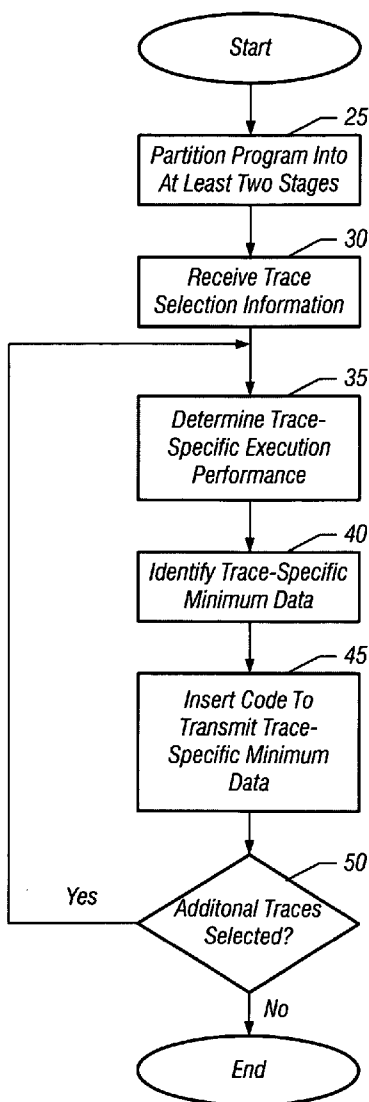 Start
25
Partition Program Into
At Least Two Stages
30
Receive Trace
Selection Information
35
Determine Trace-
Specific Execution
Performance
40
Identify Trace-Specific
Minimum Data
45
Insert Code To
Transmit Trace-
Specific Minimum
Data
50
Yes
Additonal Traces
Selected?
No
End